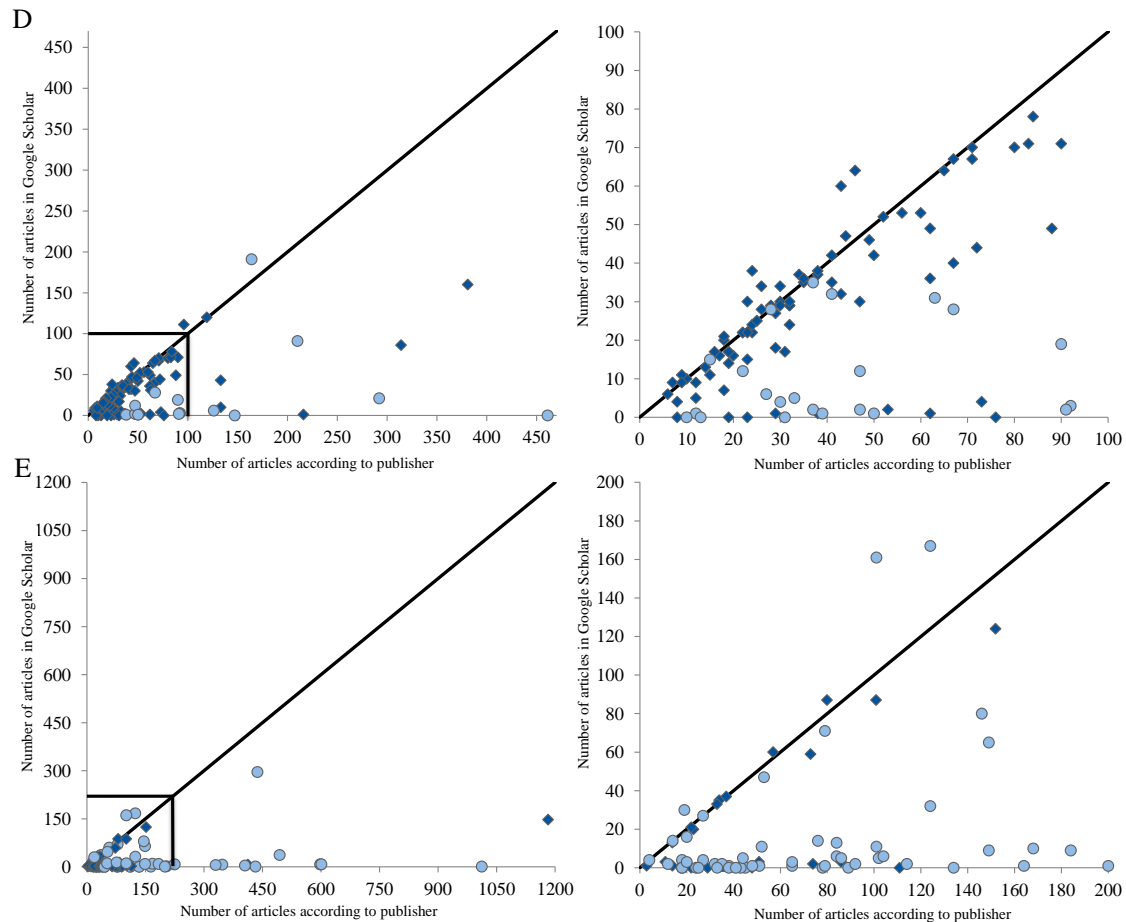 D
Number of articles in Google Scholar
450
400
350
300
250
200
150
100
50
0
0 50 100 150 200 250 300 350 400 450
Number of articles according to publisher
Number of articles in Google Scholar
100
90
80
70
60
50
40
30
20
10
0
0 10 20 30 40 50 60 70 80 90 100
Number of articles according to publisher
E
Number of articles in Google Scholar
1200
1050
900
750
600
450
300
150
0
0 150 300 450 600 750 900 1050 1200
Number of articles according to publisher
Number of articles in Google Scholar
200
180
160
140
120
100
80
60
40
20
0
0 20 40 60 80 100 120 140 160 180 200
Number of articles according to publisher